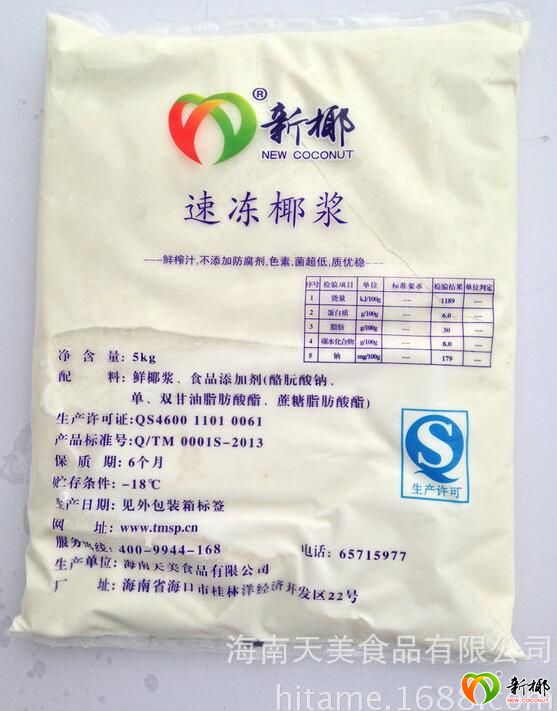 ®
新椰
NEW COCONUT
速冻椰浆
---鲜榨汁,不添加防腐剂,色素,菌超低,质优稳---
序号 检验项目 单位 标准要求 检验结果 单位判定
1 能量 kJ/100g — 1189 —
2 蛋白质 g/100g — 6.0 —
3 脂肪 g/100g — 30 —
4 碳水化合物 g/100g — 8.0 —
5 钠 mg/100g — 179 —
净 含 量: 5kg
配 料: 鲜椰浆、食品添加剂(酪朊酸钠、
单、双甘油脂肪酸酯、蔗糖脂肪酸酯)
生产许可证:QS4600 1101 0061
产品标准号:Q/TM 0001S-2013
保 质 期: 6个月
贮存条件: -18℃
生产日期: 见外包装箱标签
网 址: www.tmsp.cn
服务热线: 400-9944-168 电话: 65715977
生产单位: 海南天美食品有限公司
厂 址: 海南省海口市桂林洋经济开发区22号
QS
生产许可
海南天美食品有限公司
新椰
NEW COCONUT